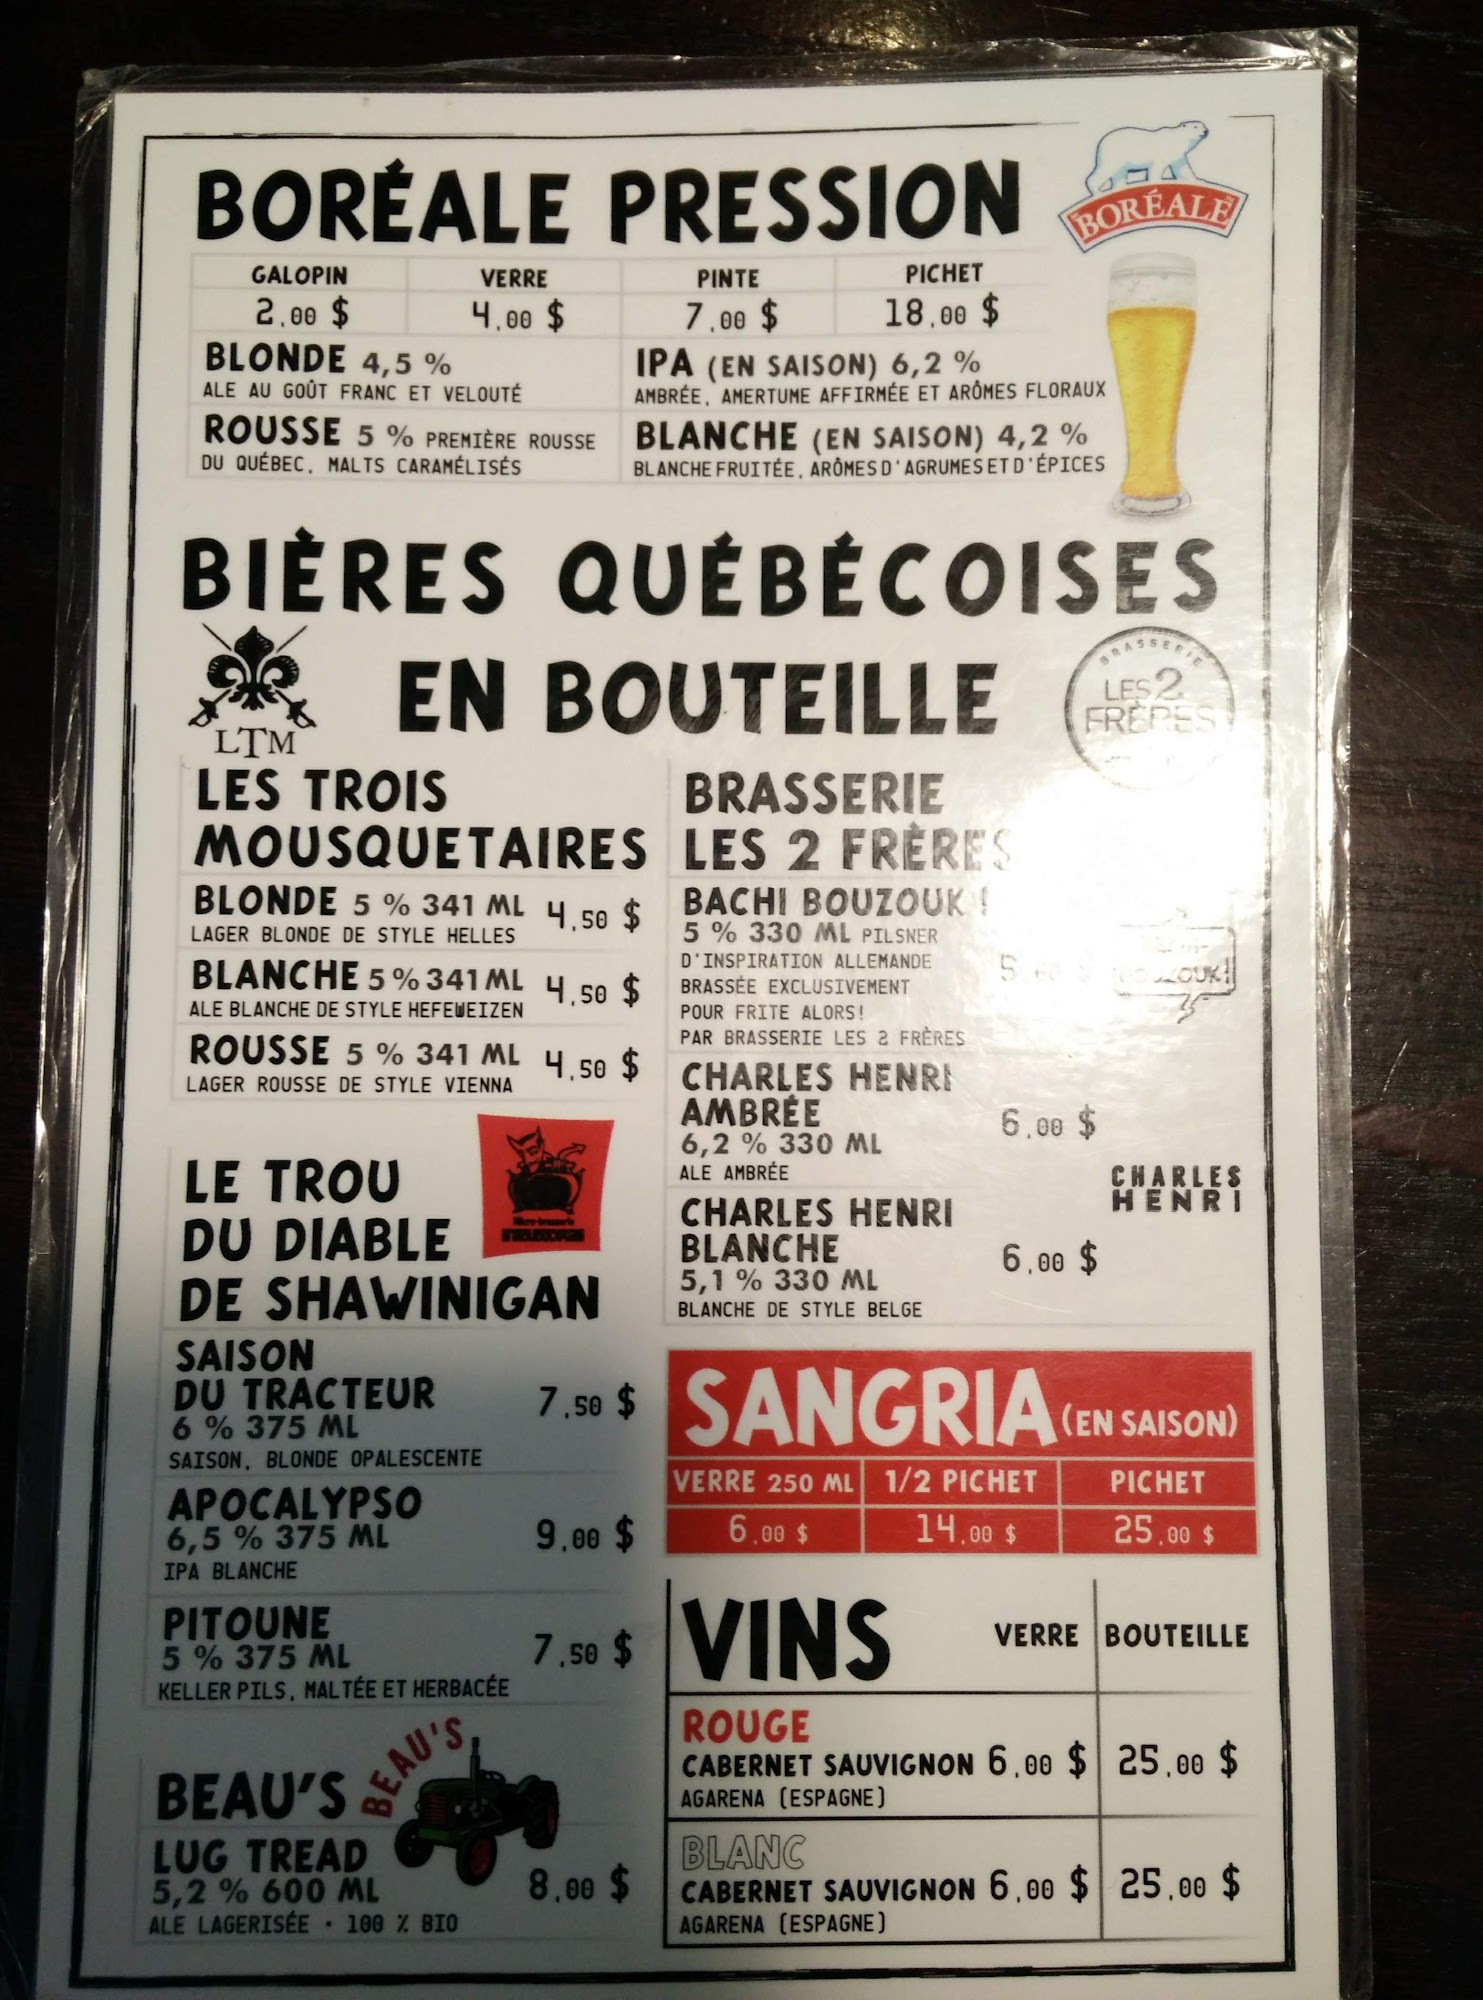 BORÉALE PRESSION
BORÉALE
GALOPIN VERRE PINTE PICHET
2,00 $ 4,00 $ 7,00 $ 18,00 $
BLONDE 4,5 %
ALE AU GOÛT FRANC ET VELOUTÉ
IPA (EN SAISON) 6,2 %
AMBRÉE, AMERTUME AFFIRMÉE ET ARÔMES FLORAUX
ROUSSE 5 % PREMIÈRE ROUSSE
DU QUÉBEC, MALTS CARAMÉLISÉS
BLANCHE (EN SAISON) 4,2 %
BLANCHE FRUITÉE, ARÔMES D'AGRUMES ET D'ÉPICES
BIÈRES QUÉBÉCOISES
EN BOUTEILLE
LTM
BRASSERIE
LES 2
FRÈRES
LES TROIS
MOUSQUETAIRES
BLONDE 5 % 341 ML 4,50 $
LAGER BLONDE DE STYLE HELLES
BLANCHE 5 % 341 ML 4,50 $
ALE BLANCHE DE STYLE HEFEWEIZEN
ROUSSE 5 % 341 ML 4,50 $
LAGER ROUSSE DE STYLE VIENNA
LE TROU
DU DIABLE
DE SHAWINIGAN
SAISON
DU TRACTEUR 7,50 $
6 % 375 ML
SAISON, BLONDE OPALESCENTE
APOCALYPSO
6,5 % 375 ML 9,00 $
IPA BLANCHE
PITOUNE
5 % 375 ML 7,50 $
KELLER PILS, MALTÉE ET HERBACÉE
BEAU'S
BEAU'S
LUG TREAD
5,2 % 600 ML 8,00 $
ALE LAGERISÉE • 100 % BIO
BRASSERIE
LES 2 FRÈRES
BACHI BOUZOUK !
5 % 330 ML PILSNER
D'INSPIRATION ALLEMANDE
BRASSÉE EXCLUSIVEMENT
POUR FRITE ALORS!
PAR BRASSERIE LES 2 FRÈRES
CHARLES HENRI
AMBRÉE 6,00 $
6,2 % 330 ML
ALE AMBRÉE
CHARLES
HENRI
CHARLES HENRI
BLANCHE 6,00 $
5,1 % 330 ML
BLANCHE DE STYLE BELGE
SANGRIA (EN SAISON)
VERRE 250 ML 1/2 PICHET PICHET
6,00 $ 14,00 $ 25,00 $
VINS VERRE BOUTEILLE
ROUGE
CABERNET SAUVIGNON 6,00 $ 25,00 $
AGARENA (ESPAGNE)
BLANC
CABERNET SAUVIGNON 6,00 $ 25,00 $
AGARENA (ESPAGNE)